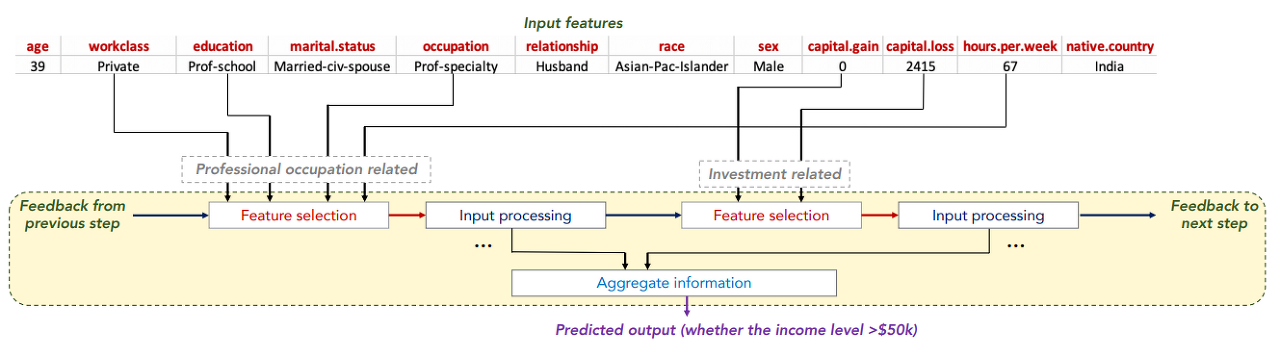 Input features
age workclass education marital.status occupation relationship race sex capital.gain capital.loss hours.per.week native.country
39 Private Prof-school Married-civ-spouse Prof-specialty Husband Asian-Pac-Islander Male 0 2415 67 India
Professional occupation related
Investment related
Feedback from
previous step
Feature selection
Input processing
Feature selection
Input processing
Feedback to
next step
...
...
Aggregate information
Predicted output (whether the income level >$50k)